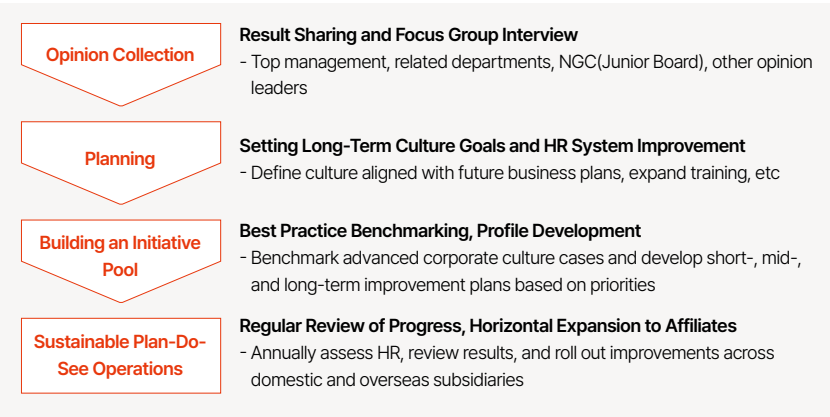 Opinion Collection
Result Sharing and Focus Group Interview
- Top management, related departments, NGC(Junior Board), other opinion
leaders
Planning
Setting Long-Term Culture Goals and HR System Improvement
- Define culture aligned with future business plans, expand training, etc
Building an Initiative
Pool
Best Practice Benchmarking, Profile Development
- Benchmark advanced corporate culture cases and develop short-, mid-,
and long-term improvement plans based on priorities
Sustainable Plan-Do-
See Operations
Regular Review of Progress, Horizontal Expansion to Affiliates
- Annually assess HR, review results, and roll out improvements across
domestic and overseas subsidiaries